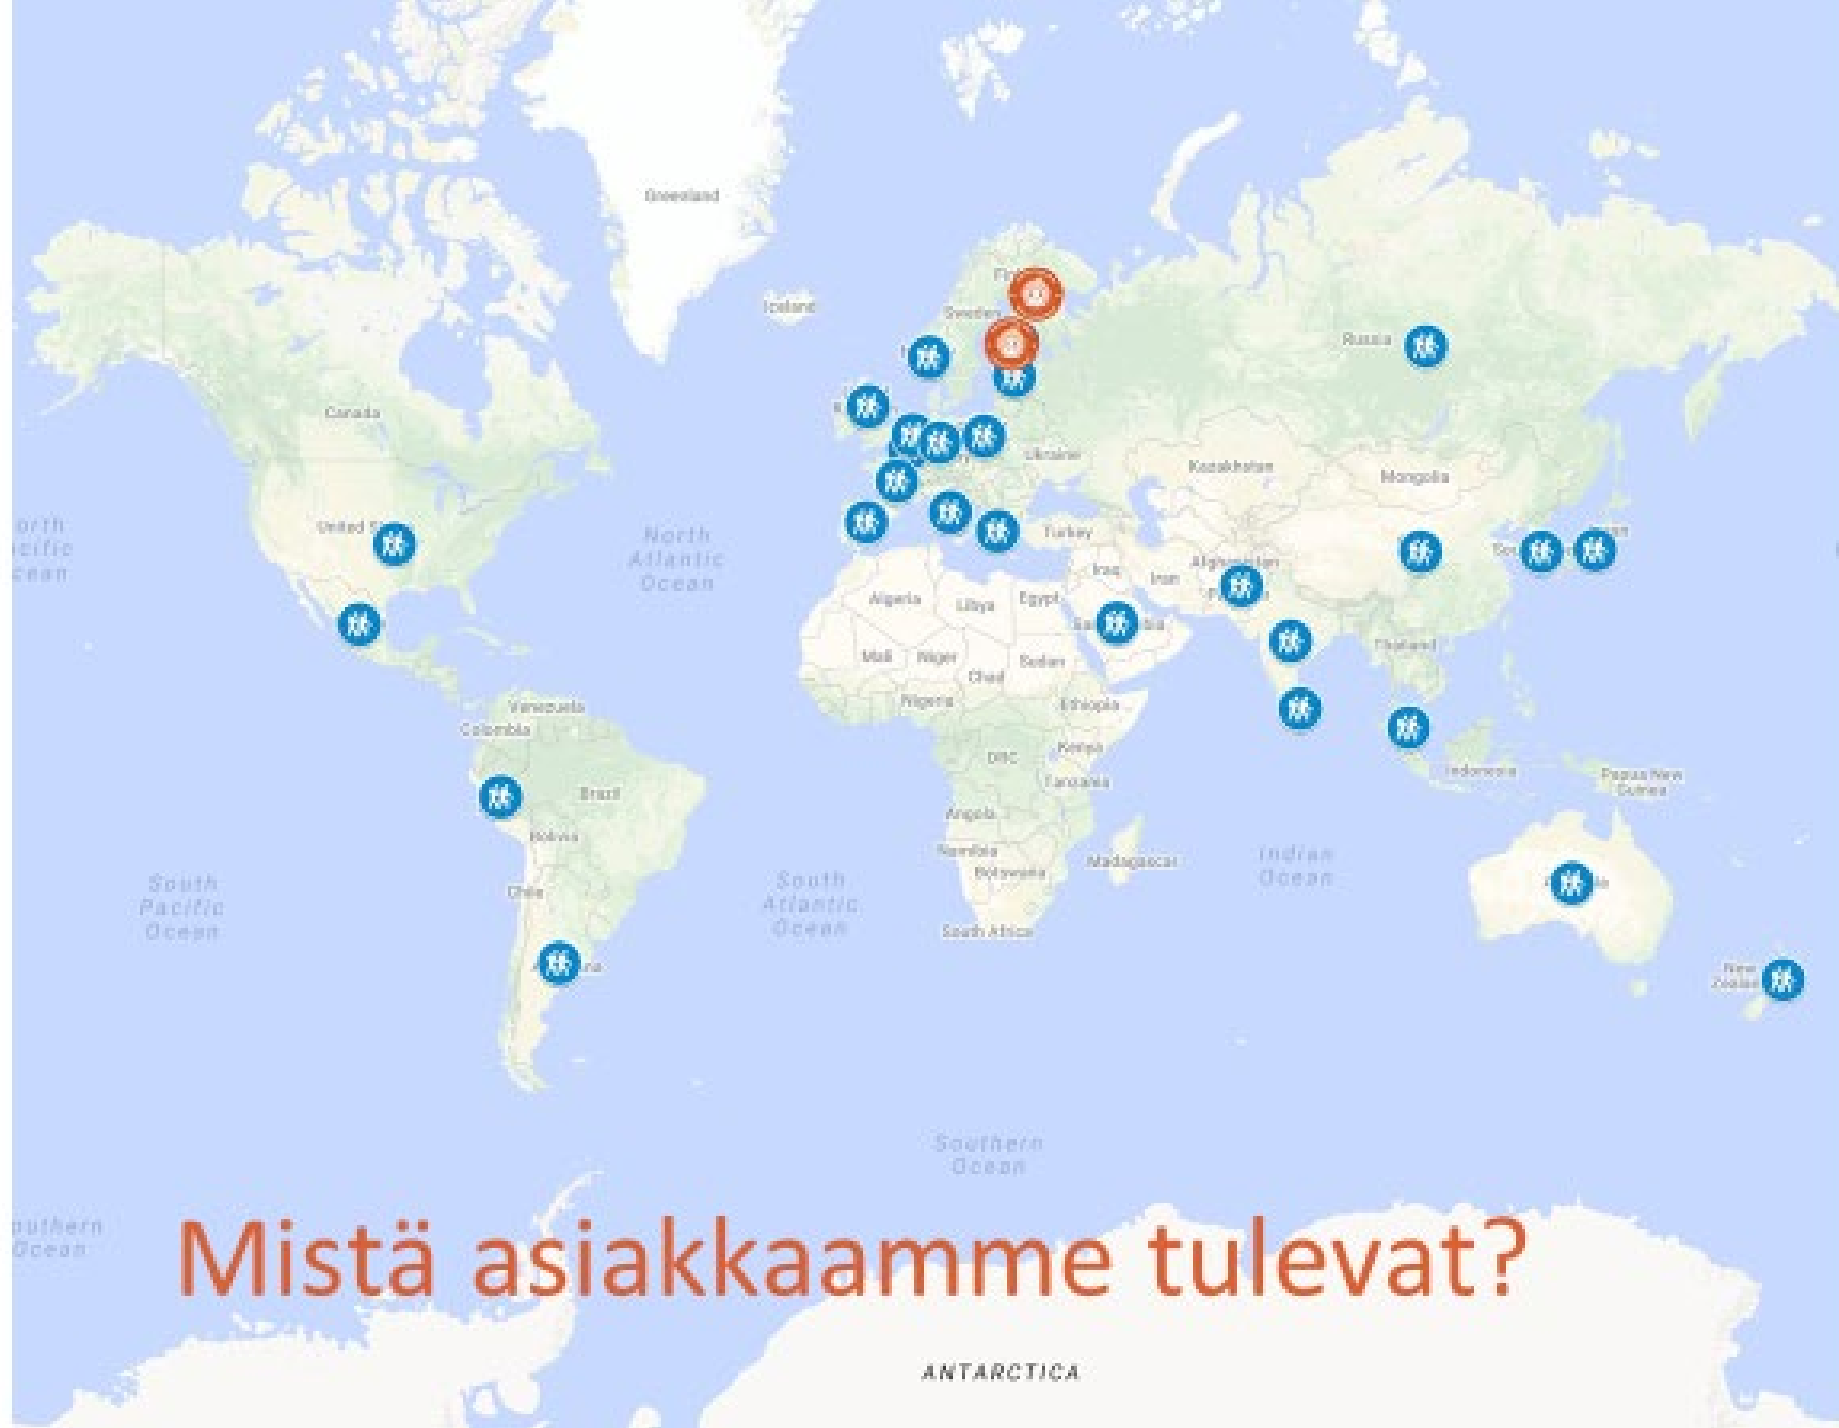 Greenland
Iceland
Sweden
Russia
Canada
Ukraine
Kazakhstan
Mongolia
United
North
Atlantic
Ocean
Turkey
Iraq
Iran
Algeria
Libya
Egypt
Mali
Niger
Sudan
Chad
Thailand
Nigeria
Ethiopia
Venezuela
Colombia
DRC
Kenya
Tanzania
Indonesia
Papua New
Guinea
Brazil
Angola
Bolivia
Namibia
Botswana
Madagascar
Indian
Ocean
Chile
South
Pacific
Ocean
South
Atlantic
Ocean
South Africa
New
Southern
Ocean
Ocean
Mistä asiakkaamme tulevat?
ANTARCTICA